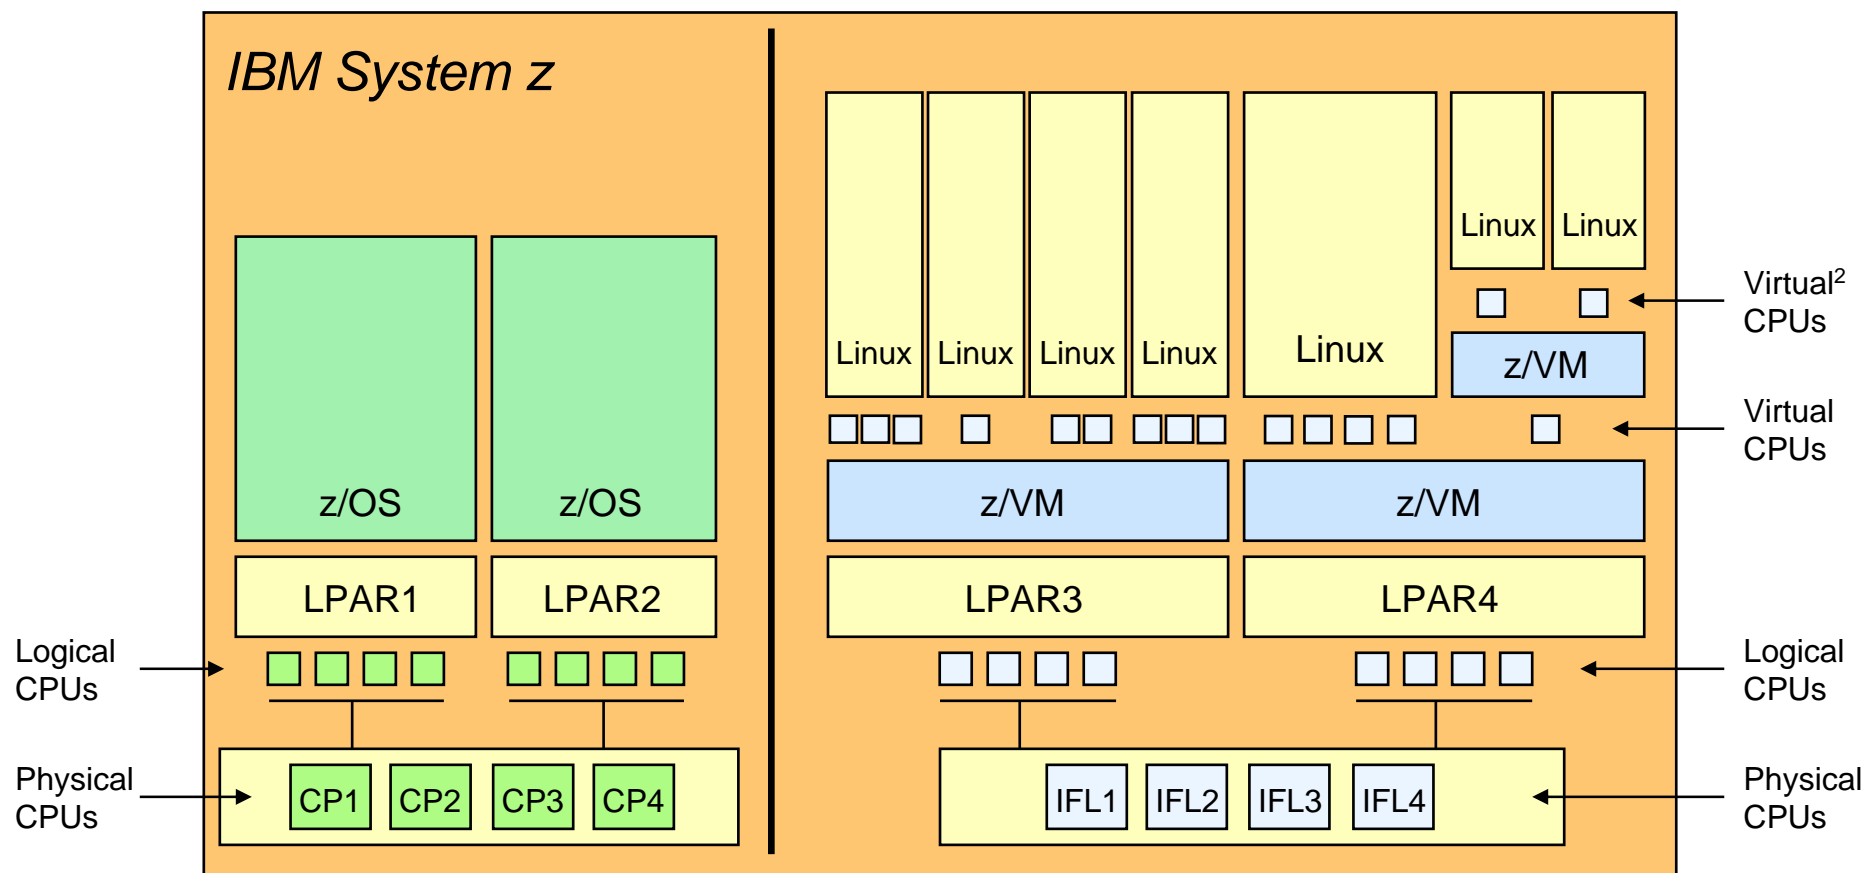 IBM System z
Linux Linux
Virtual²
CPUs
Linux Linux Linux Linux Linux
z/VM
Virtual
CPUs
z/OS z/OS z/VM z/VM
LPAR1 LPAR2 LPAR3 LPAR4
Logical
CPUs
Logical
CPUs
Physical
CPUs
CP1 CP2 CP3 CP4 IFL1 IFL2 IFL3 IFL4
Physical
CPUs